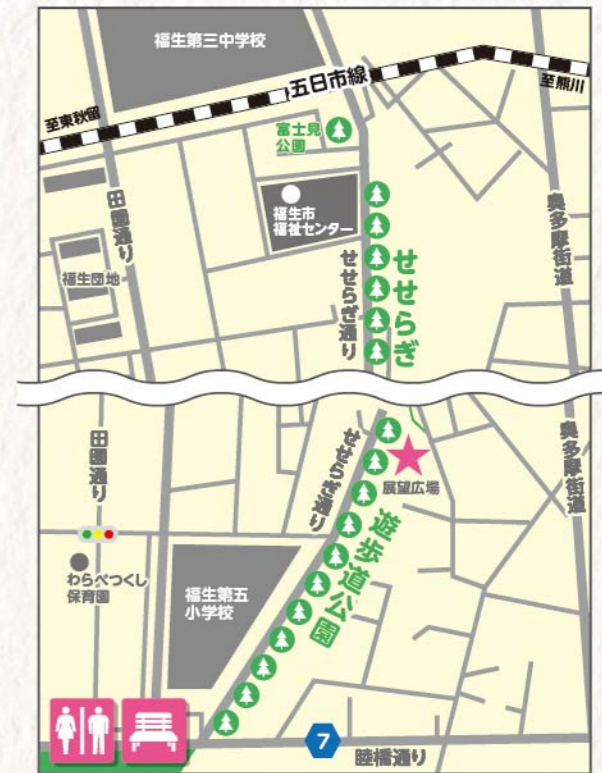 福生第三中学校
五日市線
至東秋留
至熊川
富士見
公園
福生市
福祉センター
田園通り
福生団地
せせらぎ通り
せせらぎ
奥多摩街道
田園通り
せせらぎ通り
展望広場
奥多摩街道
遊歩道公園
わらべつくし
保育園
福生第五
小学校
7
睦橋通り